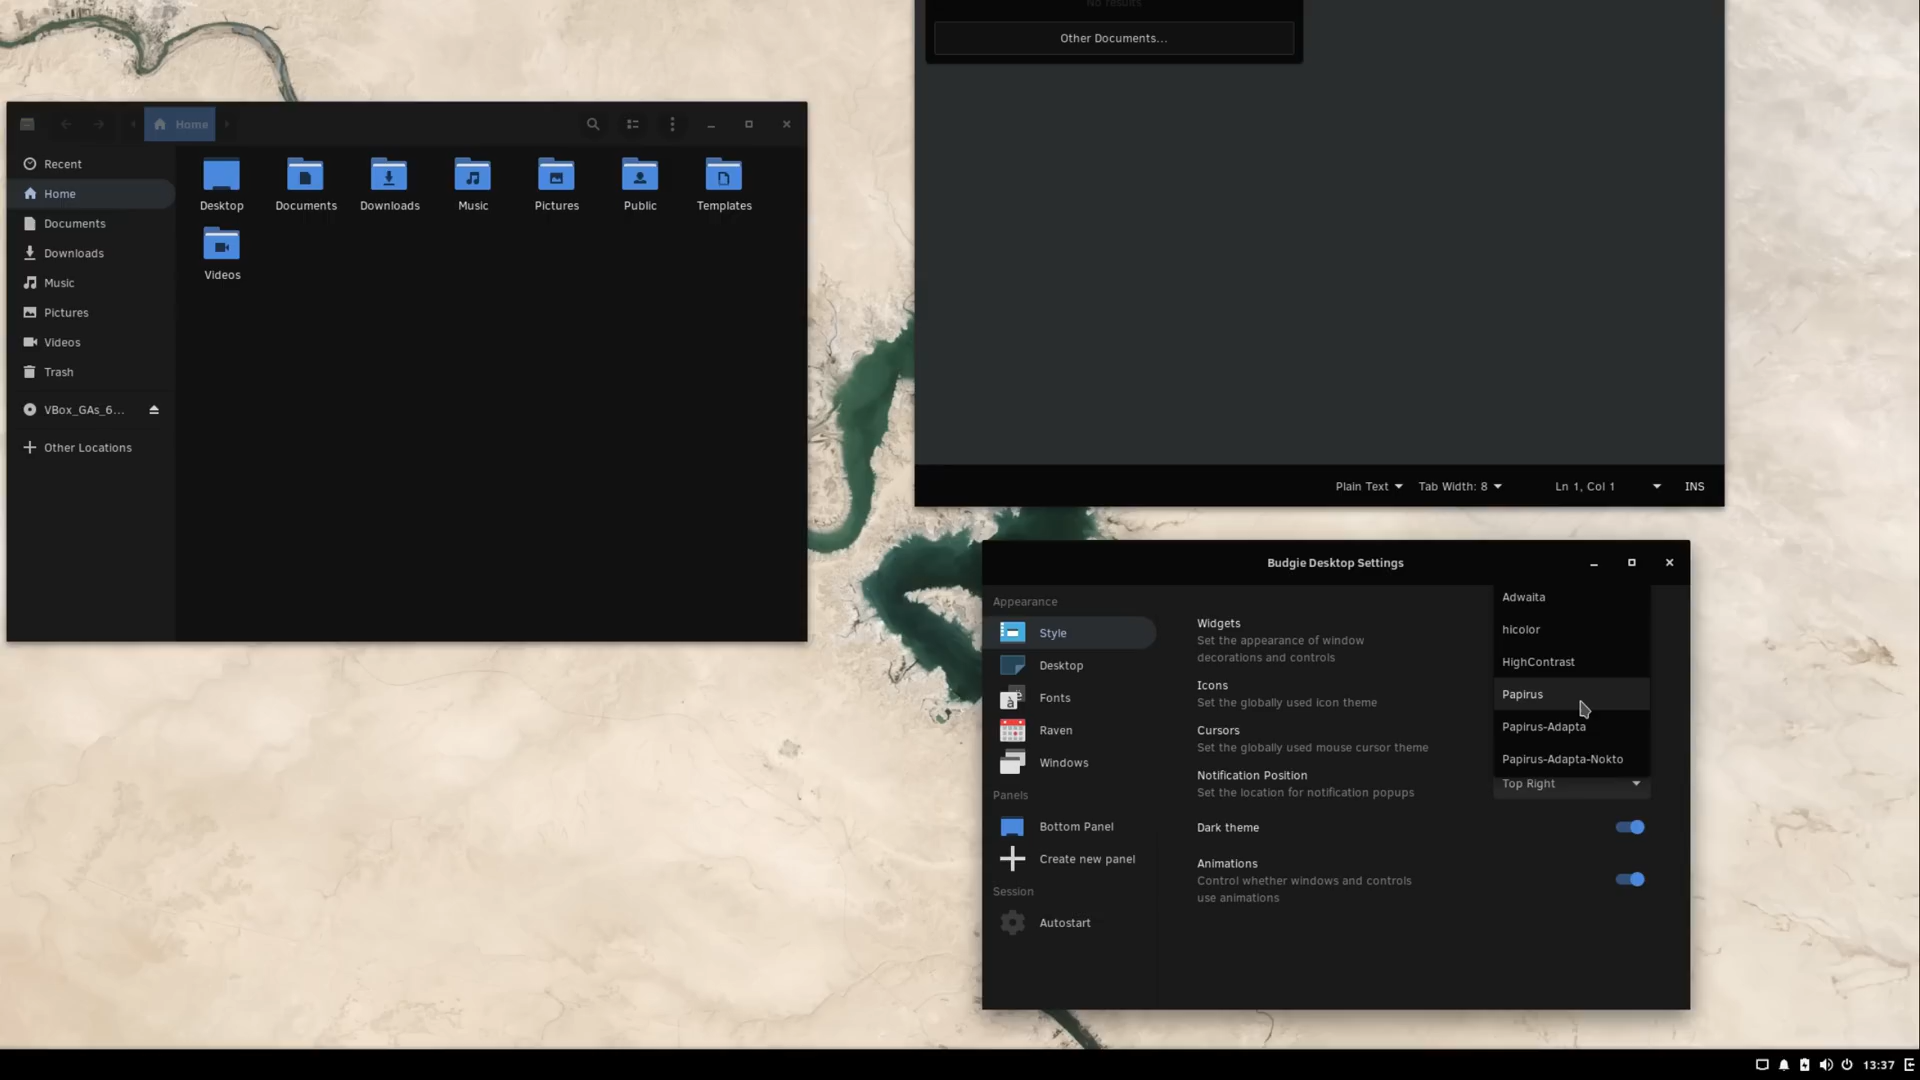 No results
Other Documents...
Home
Recent
Home
Documents
Downloads
Music
Pictures
Videos
Trash
VBox_GAs_6...
Other Locations
Desktop
Documents
Downloads
Music
Pictures
Public
Templates
Videos
Plain Text
Tab Width: 8
Ln 1, Col 1
INS
Budgie Desktop Settings
Appearance
Style
Desktop
Fonts
Raven
Windows
Panels
Bottom Panel
Create new panel
Session
Autostart
Widgets
Set the appearance of window
decorations and controls
Icons
Set the globally used icon theme
Cursors
Set the globally used mouse cursor theme
Notification Position
Set the location for notification popups
Dark theme
Animations
Control whether windows and controls
use animations
Adwaita
hicolor
HighContrast
Papirus
Papirus-Adapta
Papirus-Adapta-Nokto
Top Right
13:37